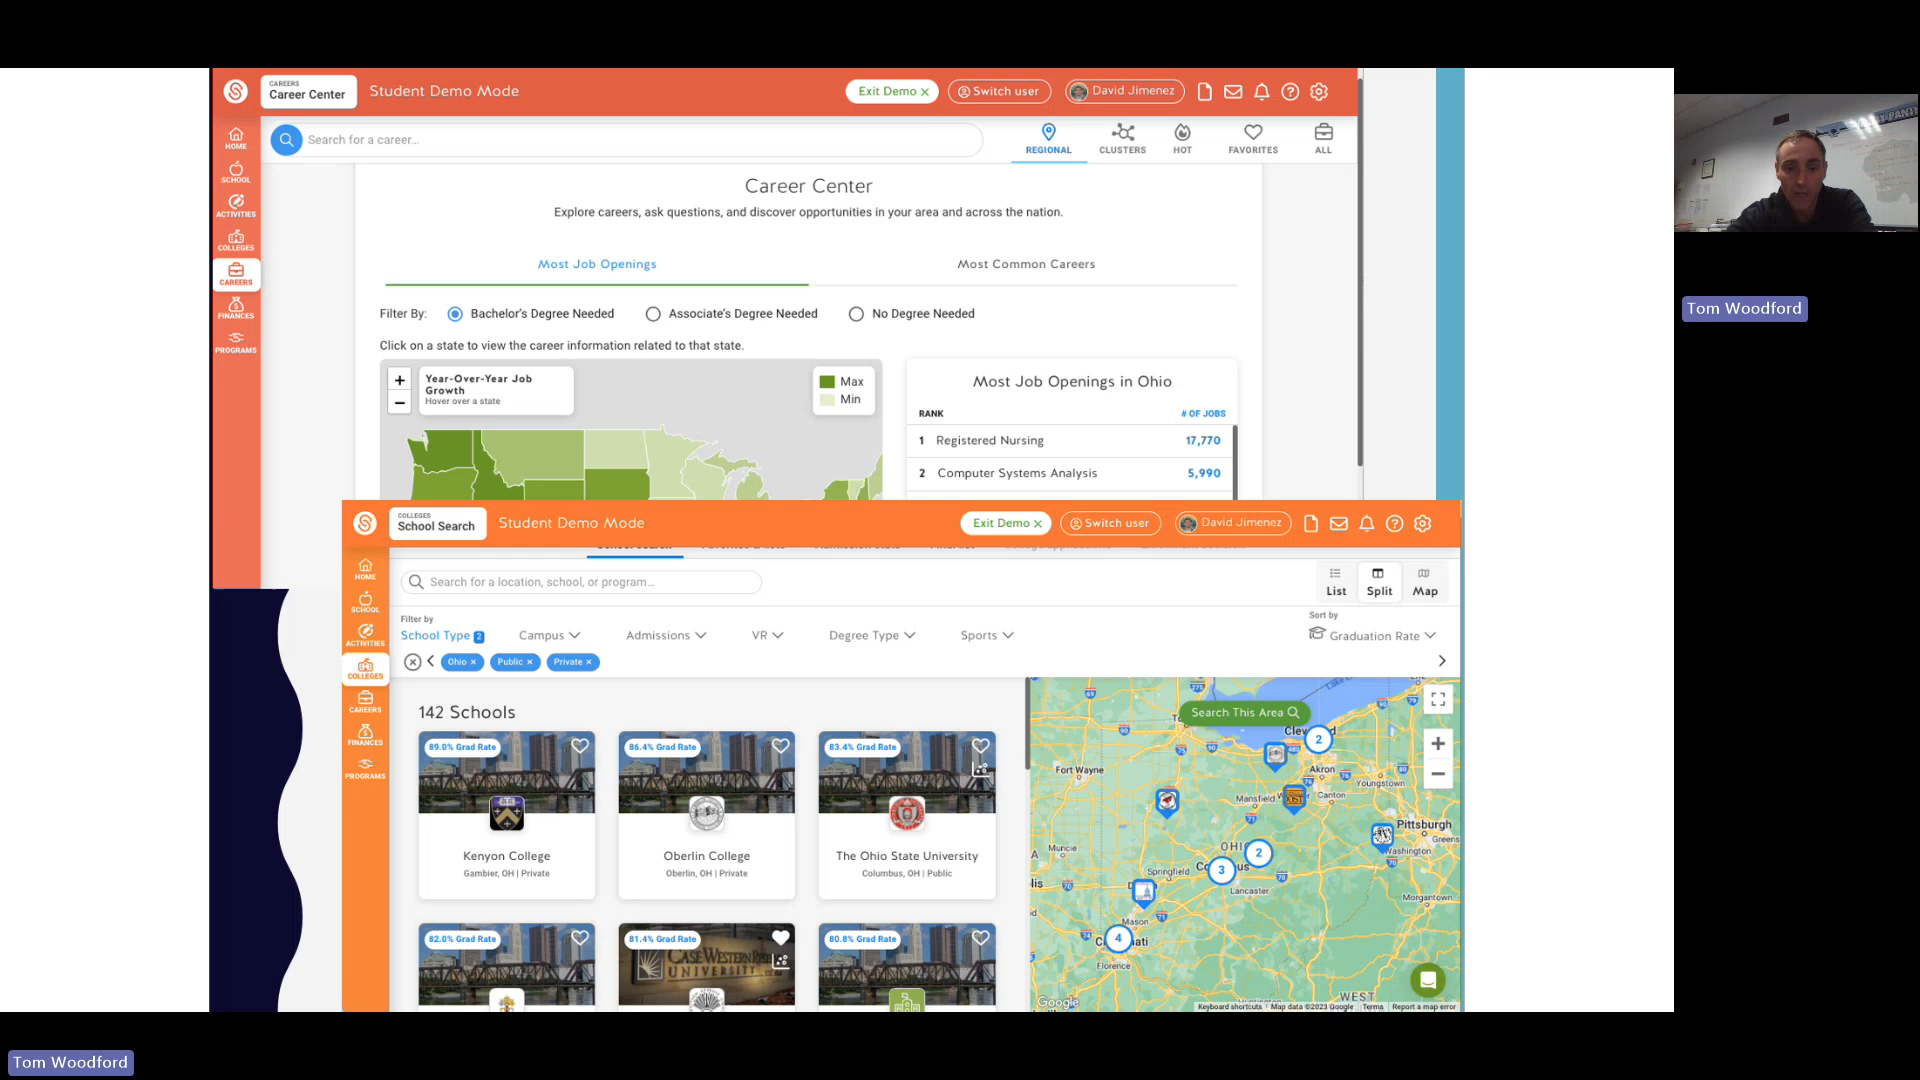 CAREERS
Career Center
Student Demo Mode
Exit Demo ×
Switch user
David Jimenez
HOME
SCHOOL
ACTIVITIES
COLLEGES
CAREERS
FINANCES
PROGRAMS
Search for a career...
REGIONAL
CLUSTERS
HOT
FAVORITES
ALL
Career Center
Explore careers, ask questions, and discover opportunities in your area and across the nation.
Most Job Openings
Most Common Careers
Filter By:
Bachelor's Degree Needed
Associate's Degree Needed
No Degree Needed
Click on a state to view the career information related to that state.
+
−
Year-Over-Year Job
Growth
Hover over a state
Max
Min
Most Job Openings in Ohio
RANK
# OF JOBS
1 Registered Nursing 17,770
2 Computer Systems Analysis 5,990
COLLEGES
School Search
Student Demo Mode
Exit Demo ×
Switch user
David Jimenez
HOME
SCHOOL
ACTIVITIES
COLLEGES
CAREERS
FINANCES
PROGRAMS
Search for a location, school, or program...
List
Split
Map
Filter by
School Type 2
Campus
Admissions
VR
Degree Type
Sports
Sort by
Graduation Rate
Ohio ×
Public ×
Private ×
142 Schools
89.0% Grad Rate
Kenyon College
Gambier, OH | Private
86.4% Grad Rate
Oberlin College
Oberlin, OH | Private
83.4% Grad Rate
The Ohio State University
Columbus, OH | Public
82.0% Grad Rate
81.4% Grad Rate
CASE WESTERN RESERVE
UNIVERSITY
80.8% Grad Rate
Search This Area
2
Akron
Fort Wayne
Youngstown
Mansfield
Canton
Pittsburgh
Greens
Washington
Muncie
2
3
Springfield
Lancaster
Morgantown
Mason
4
Florence
WEST
Google
Keyboard shortcuts
Map data ©2023 Google
Terms
Report a map error
Tom Woodford
Tom Woodford